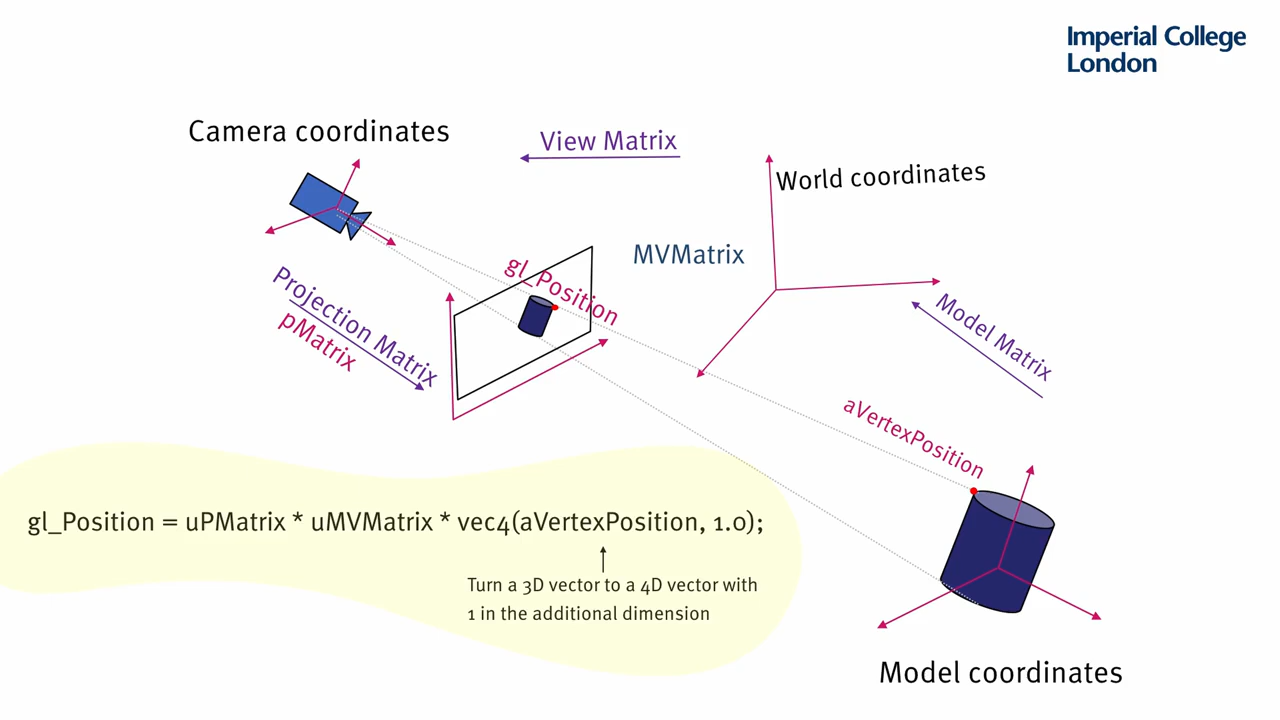 Imperial College
London
Camera coordinates
View Matrix
World coordinates
MVMatrix
gl_Position
Projection Matrix
pMatrix
Model Matrix
aVertexPosition
gl_Position = uPMatrix * uMVMatrix * vec4(aVertexPosition, 1.0);
Turn a 3D vector to a 4D vector with
1 in the additional dimension
Model coordinates